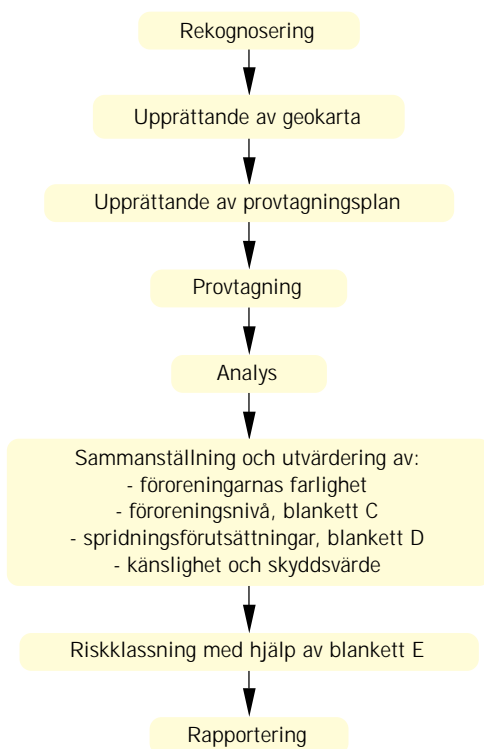 Rekognosering
Upprättande av geokarta
Upprättande av provtagningsplan
Provtagning
Analys
Sammanställning och utvärdering av:
- föroreningarnas farlighet
- föroreningsnivå, blankett C
- spridningsförutsättningar, blankett D
- känslighet och skyddsvärde
Riskklassning med hjälp av blankett E
Rapportering